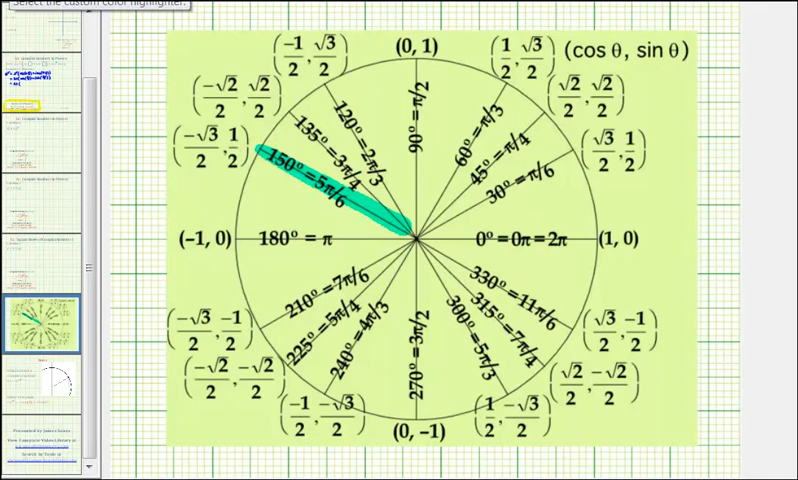 Select the custom color highlighter.
(0, 1)
(cos θ, sin θ)
(-1/2, √3/2)
(1/2, √3/2)
(-√2/2, √2/2)
(√2/2, √2/2)
(-√3/2, 1/2)
(√3/2, 1/2)
120° = 2π/3
90° = π/2
60° = π/3
135° = 3π/4
45° = π/4
150° = 5π/6
30° = π/6
(-1, 0)
180° = π
0° = 0π = 2π
(1, 0)
210° = 7π/6
330° = 11π/6
225° = 5π/4
315° = 7π/4
240° = 4π/3
270° = 3π/2
300° = 5π/3
(-√3/2, -1/2)
(√3/2, -1/2)
(-√2/2, -√2/2)
(√2/2, -√2/2)
(-1/2, -√3/2)
(1/2, -√3/2)
(0, -1)